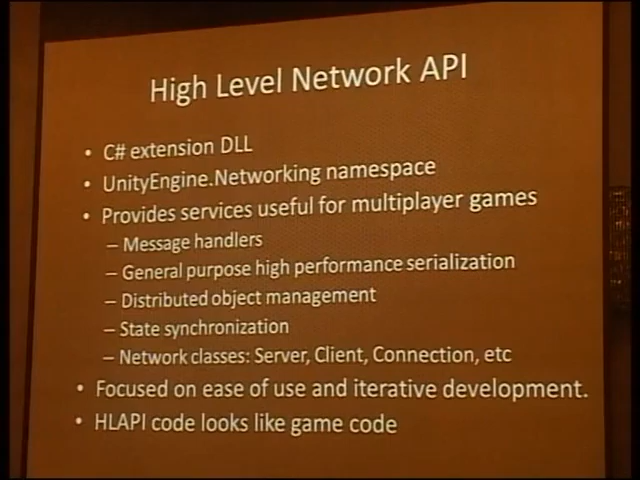 High Level Network API
• C# extension DLL
• UnityEngine.Networking namespace
• Provides services useful for multiplayer games
– Message handlers
– General purpose high performance serialization
– Distributed object management
– State synchronization
– Network classes: Server, Client, Connection, etc
• Focused on ease of use and iterative development.
• HLAPI code looks like game code